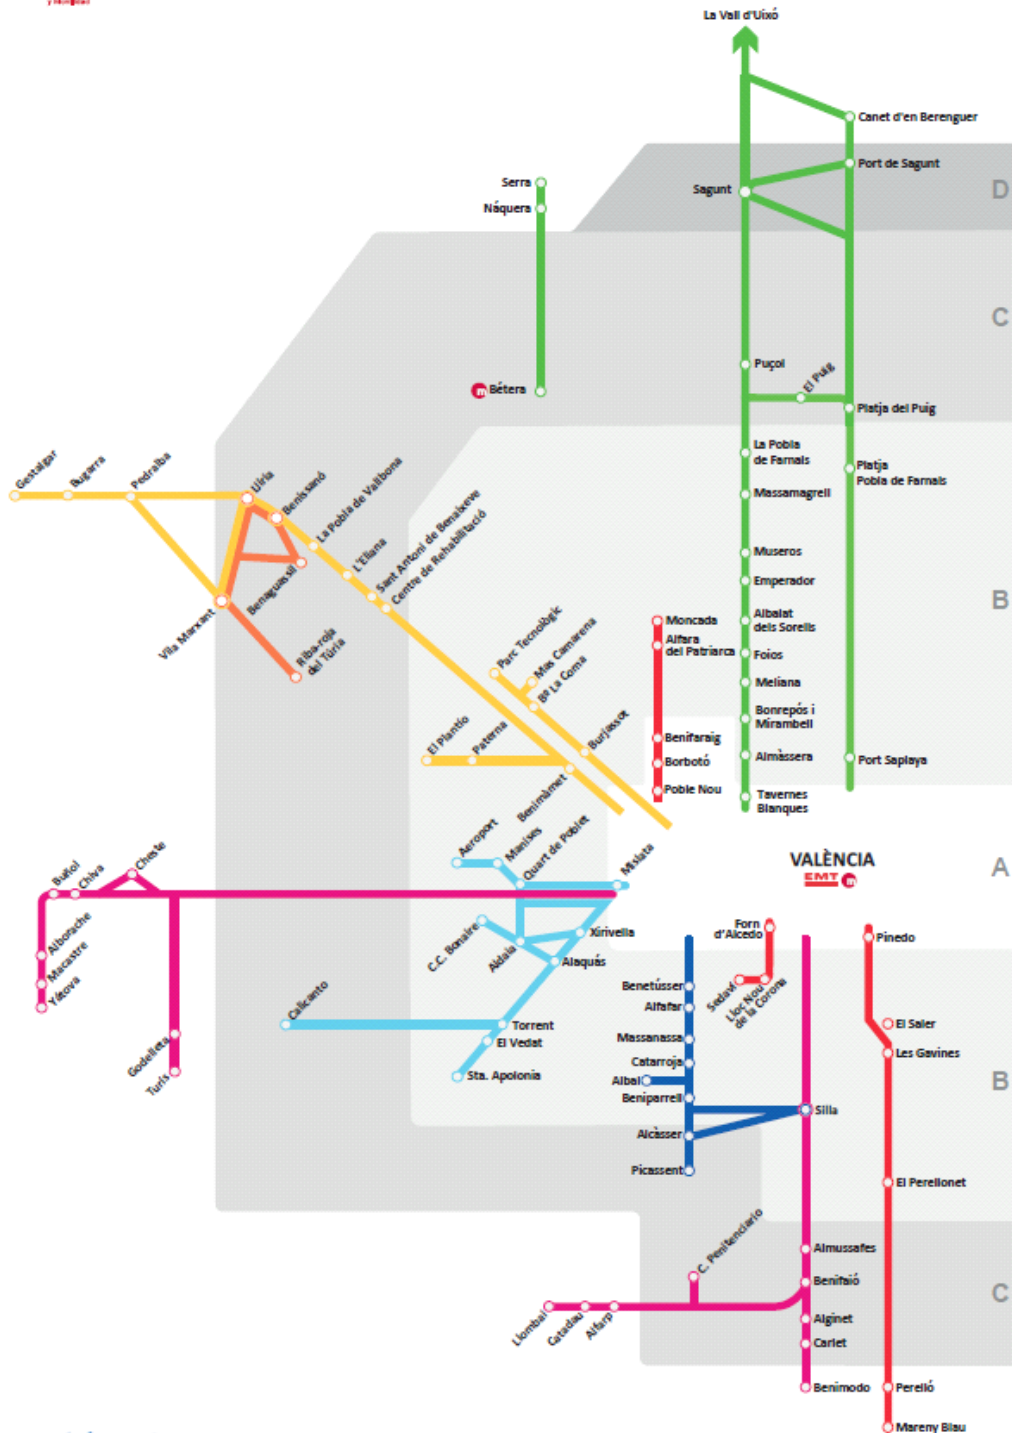 La Vall d'Uixó
Canet d'en Berenguer
Port de Sagunt
Sagunt
D
Serra
Náquera
C
Puçol
El Puig
Bétera
Platja del Puig
La Pobla
de Farnals
Platja
Pobla de Farnals
Massamagrell
Gestalgar
Bugarra
Pedralba
Llíria
Benissanó
La Pobla de Vallbona
L'Eliana
Sant Antoni de Benaixeve
Centre de Rehabilitació
Benaguassil
Vila Marxant
Riba-roja
del Túria
Museros
Emperador
Albalat
dels Sorells
B
Foios
Meliana
Bonrepós i
Mirambell
Almàssera
Port Saplaya
Tavernes
Blanques
Moncada
Alfara
del Patriarca
Benifaraig
Borbotó
Poble Nou
Parc Tecnològic
Mas Camarena
Bº La Coma
Burjassot
El Plantío
Paterna
Benimàmet
Aeroport
Manises
Quart de Poblet
Mislata
VALÈNCIA
EMT m
A
Buñol
Chiva
Cheste
Alborache
Macastre
Yátova
Godelleta
Turís
C.C. Bonaire
Aldaia
Xirivella
Alaquás
Calicanto
Torrent
El Vedat
Sta. Apolonia
Forn
d'Alcedo
Sedaví
Lloc Nou
de la Corona
Pinedo
Benetússer
Alfafar
Massanassa
Catarroja
Albal
Beniparrell
Silla
Alcàsser
Picassent
El Saler
Les Gavines
B
El Perellonet
C. Penitenciario
Almussafes
Benifaió
Llombai
Catadau
Alfarp
Alginet
Carlet
C
Benimodo
Perelló
Mareny Blau